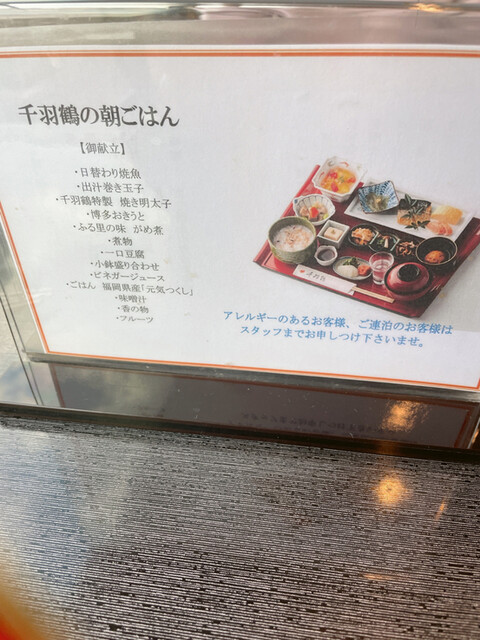 千羽鶴の朝ごはん
【御献立】
・日替わり焼魚
・出汁巻き玉子
・千羽鶴特製 焼き明太子
・博多おきうと
・ふる里の味 がめ煮
・煮物
・一口豆腐
・小鉢盛り合わせ
・ビネガージュース
・ごはん 福岡県産「元気つくし」
・味噌汁
・香の物
・フルーツ
アレルギーのあるお客様、ご連泊のお客様は
スタッフまでお申しつけ下さいませ。